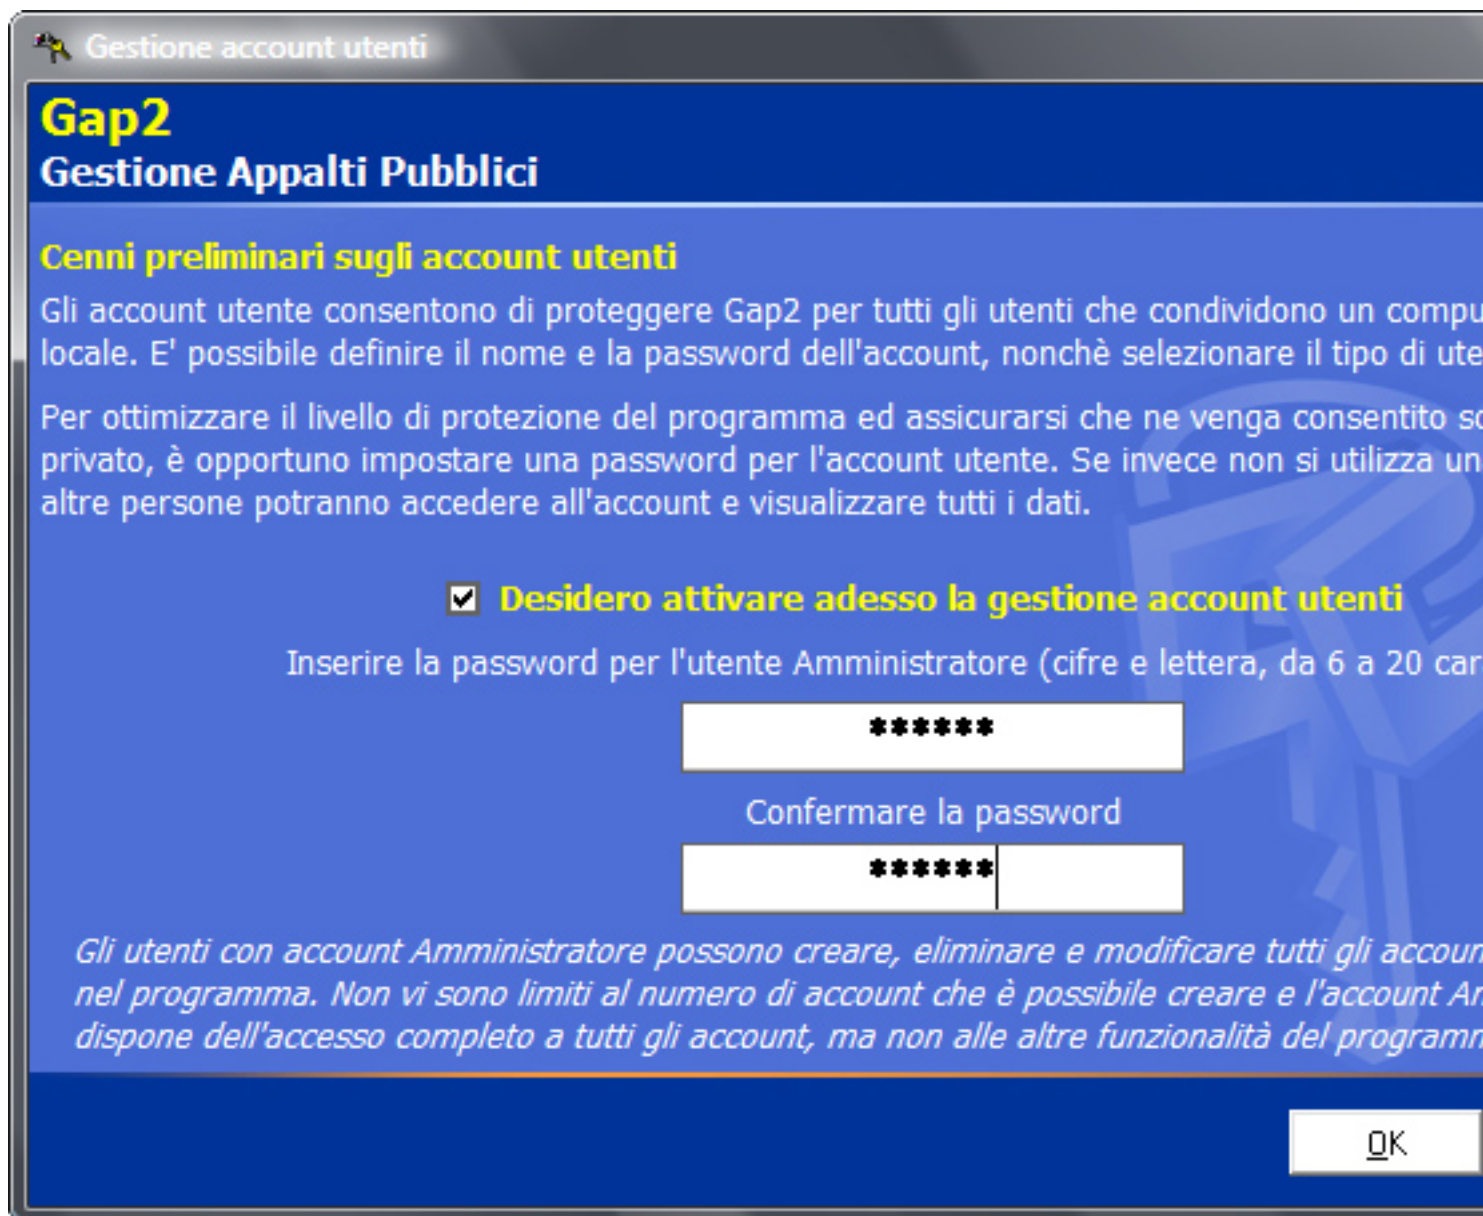 Gestione account utenti
Gap2
Gestione Appalti Pubblici
Cenni preliminari sugli account utenti
Gli account utente consentono di proteggere Gap2 per tutti gli utenti che condividono un compu
locale. E' possibile definire il nome e la password dell'account, nonchè selezionare il tipo di ute
Per ottimizzare il livello di protezione del programma ed assicurarsi che ne venga consentito so
privato, è opportuno impostare una password per l'account utente. Se invece non si utilizza un
altre persone potranno accedere all'account e visualizzare tutti i dati.
Desidero attivare adesso la gestione account utenti
Inserire la password per l'utente Amministratore (cifre e lettera, da 6 a 20 car
******
Confermare la password
******
Gli utenti con account Amministratore possono creare, eliminare e modificare tutti gli accoun
nel programma. Non vi sono limiti al numero di account che è possibile creare e l'account Am
dispone dell'accesso completo a tutti gli account, ma non alle altre funzionalità del programm
OK